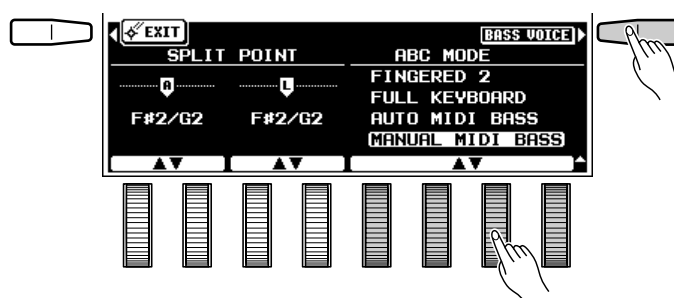 EXIT
BASS VOICE
SPLIT POINT
ABC MODE
A
L
F#2/G2
F#2/G2
FINGERED 2
FULL KEYBOARD
AUTO MIDI BASS
MANUAL MIDI BASS